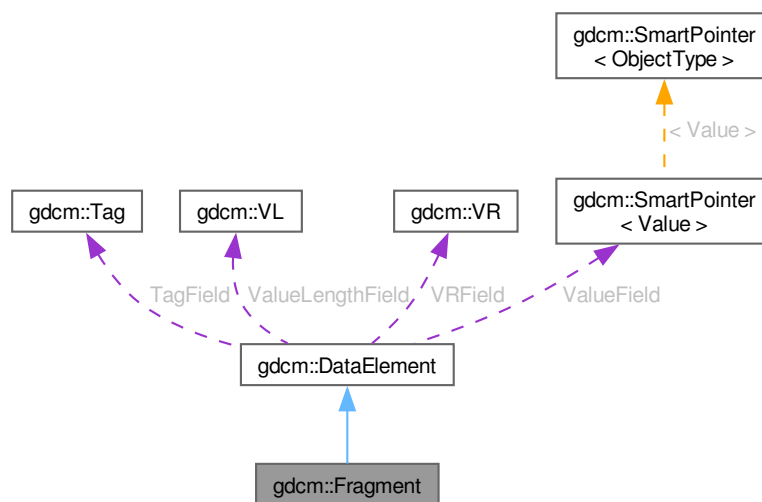 gdcm::SmartPointer
< ObjectType >
< Value >
gdcm::Tag
gdcm::VL
gdcm::VR
gdcm::SmartPointer
< Value >
TagField
ValueLengthField
VRField
ValueField
gdcm::DataElement
gdcm::Fragment